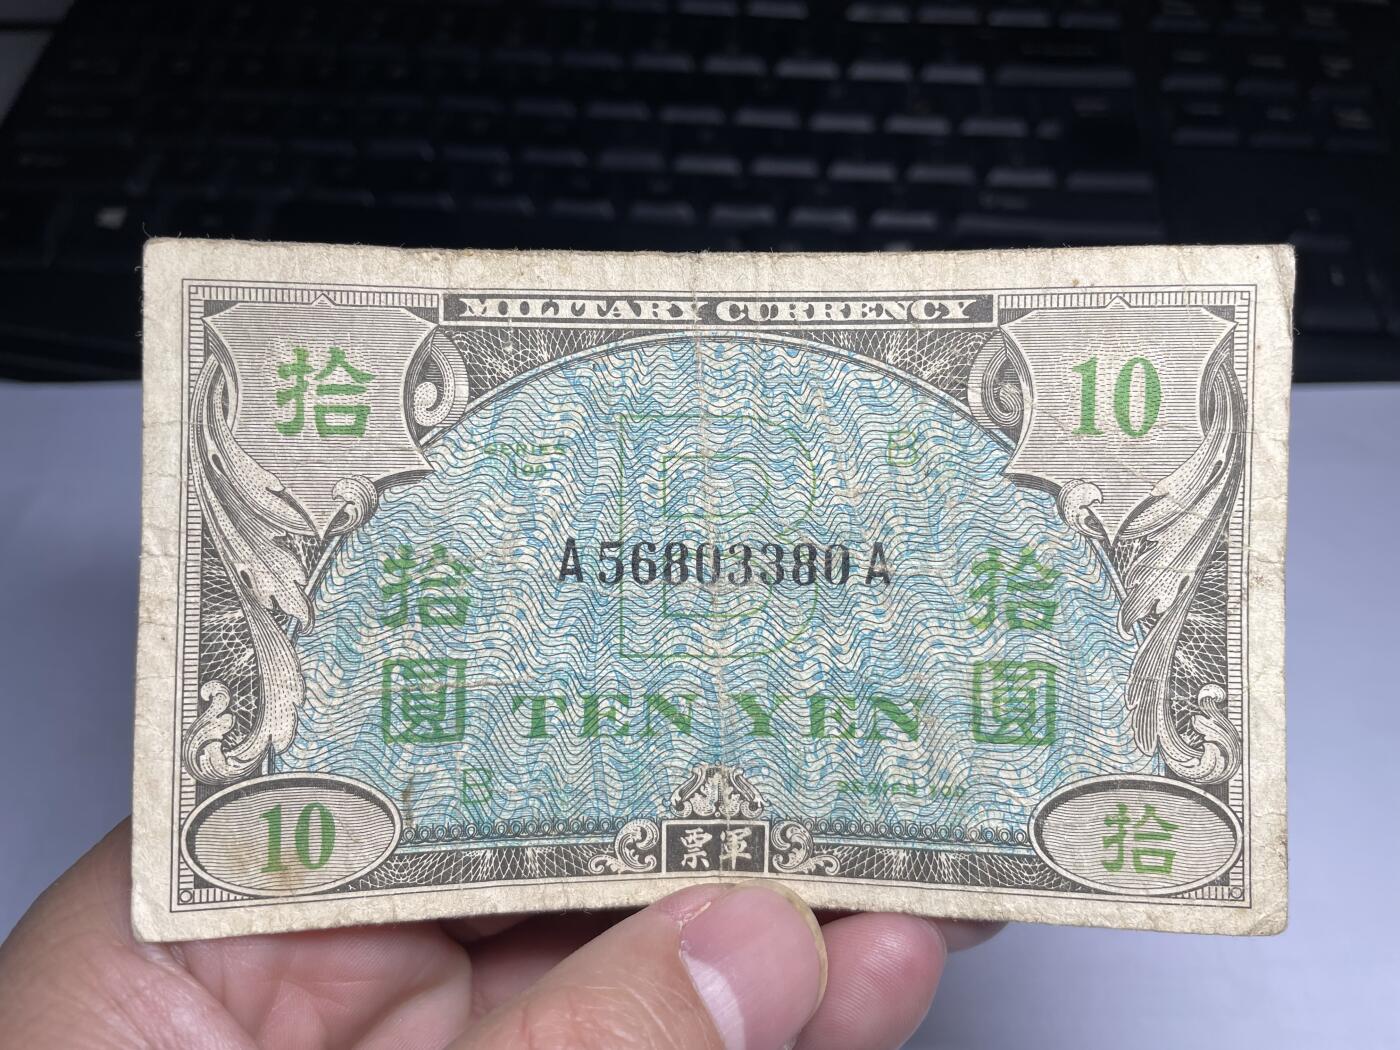 MILITARY CURRENCY
拾
10
SERIES
100
B
B
A56803380A
拾
圓
拾
圓
TEN YEN
B
SERIES 100
10
票軍
拾